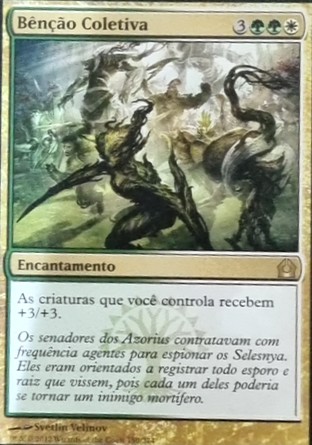 Bênção Coletiva 3
Encantamento
As criaturas que você controla recebem
+3/+3.
Os senadores dos Azorius contratavam com
frequência agentes para espionar os Selesnya.
Eles eram orientados a registrar todo esporo e
raiz que vissem, pois cada um deles poderia
se tornar um inimigo mortífero.
Svetlin Velinov